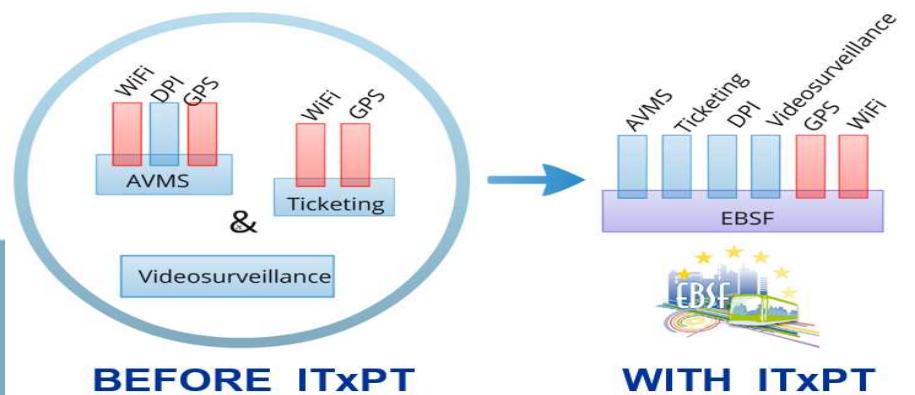 WiFi
DPI
GPS
AVMS
WiFi
GPS
Ticketing
&
Videosurveillance
BEFORE ITxPT
AVMS
Ticketing
DPI
Videosurveillance
GPS
WiFi
EBSF
EBSF
WITH ITxPT